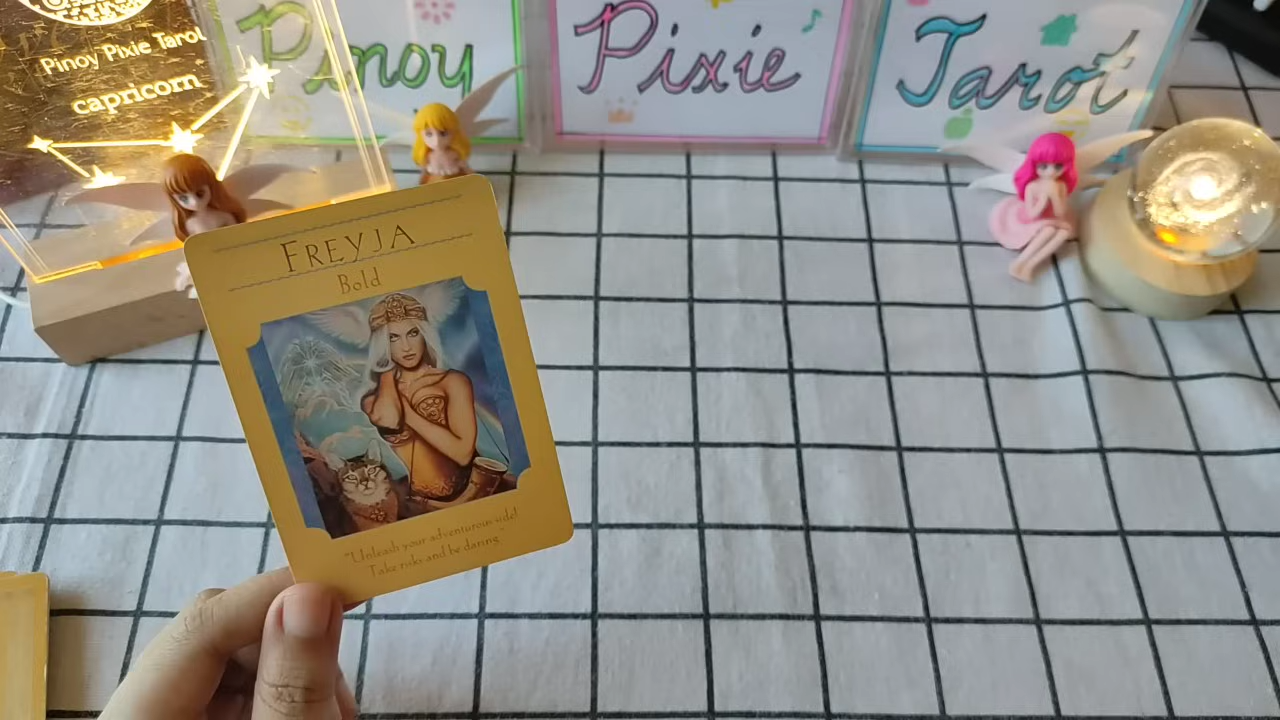 Pinoy Pixie Tarot
capricorn
Pinoy
Pixie
Tarot
FREYJA
Bold
"Unleash your adventurous side!
Take risks and be daring."